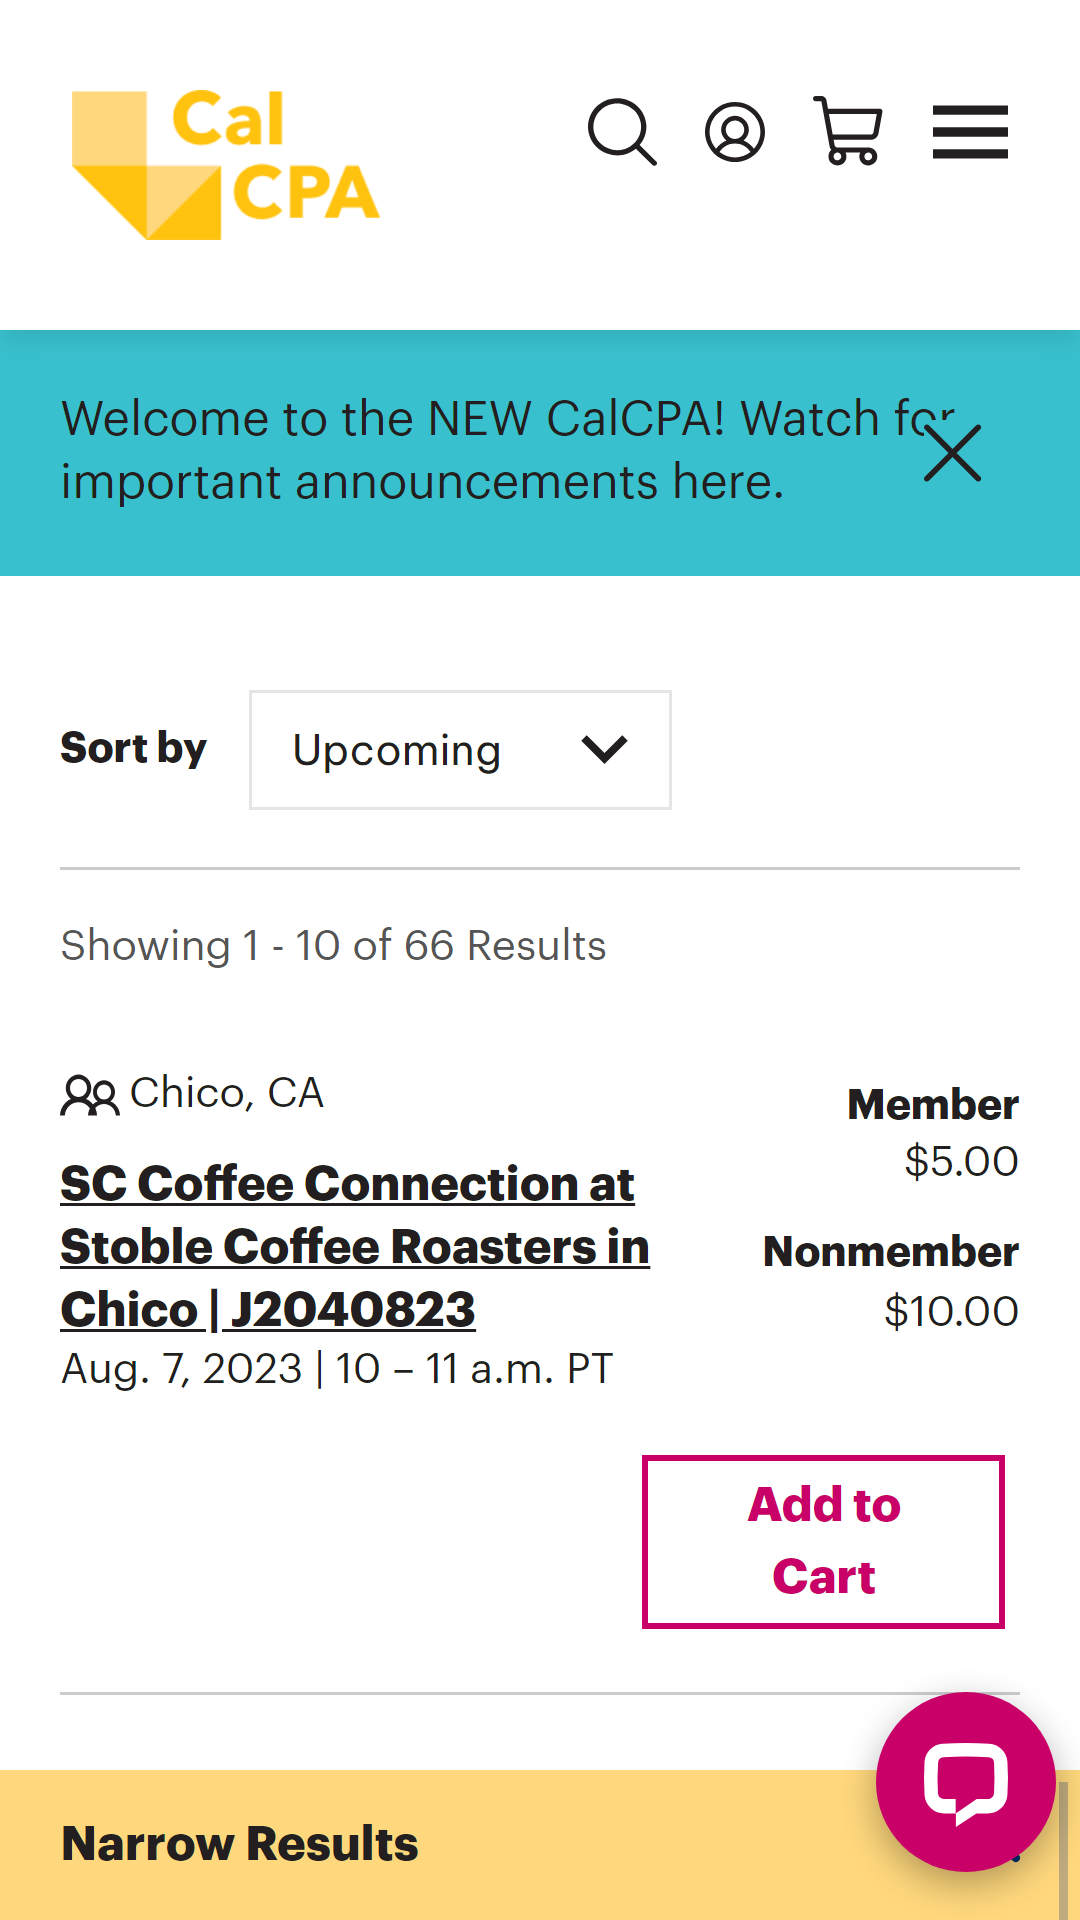 Cal
CPA
Welcome to the NEW CalCPA! Watch for
important announcements here.
Sort by
Upcoming
Showing 1 - 10 of 66 Results
Chico, CA
Member
$5.00
SC Coffee Connection at
Stoble Coffee Roasters in
Chico | J2040823
Nonmember
$10.00
Aug. 7, 2023 | 10 – 11 a.m. PT
Add to
Cart
Narrow Results